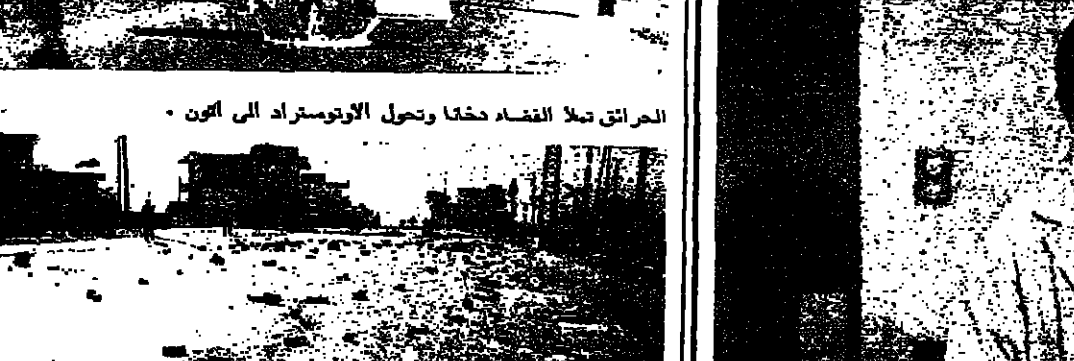 الحرائق تملأ الفضاء دخانا وتحول الاوتوستراد الى اتون .